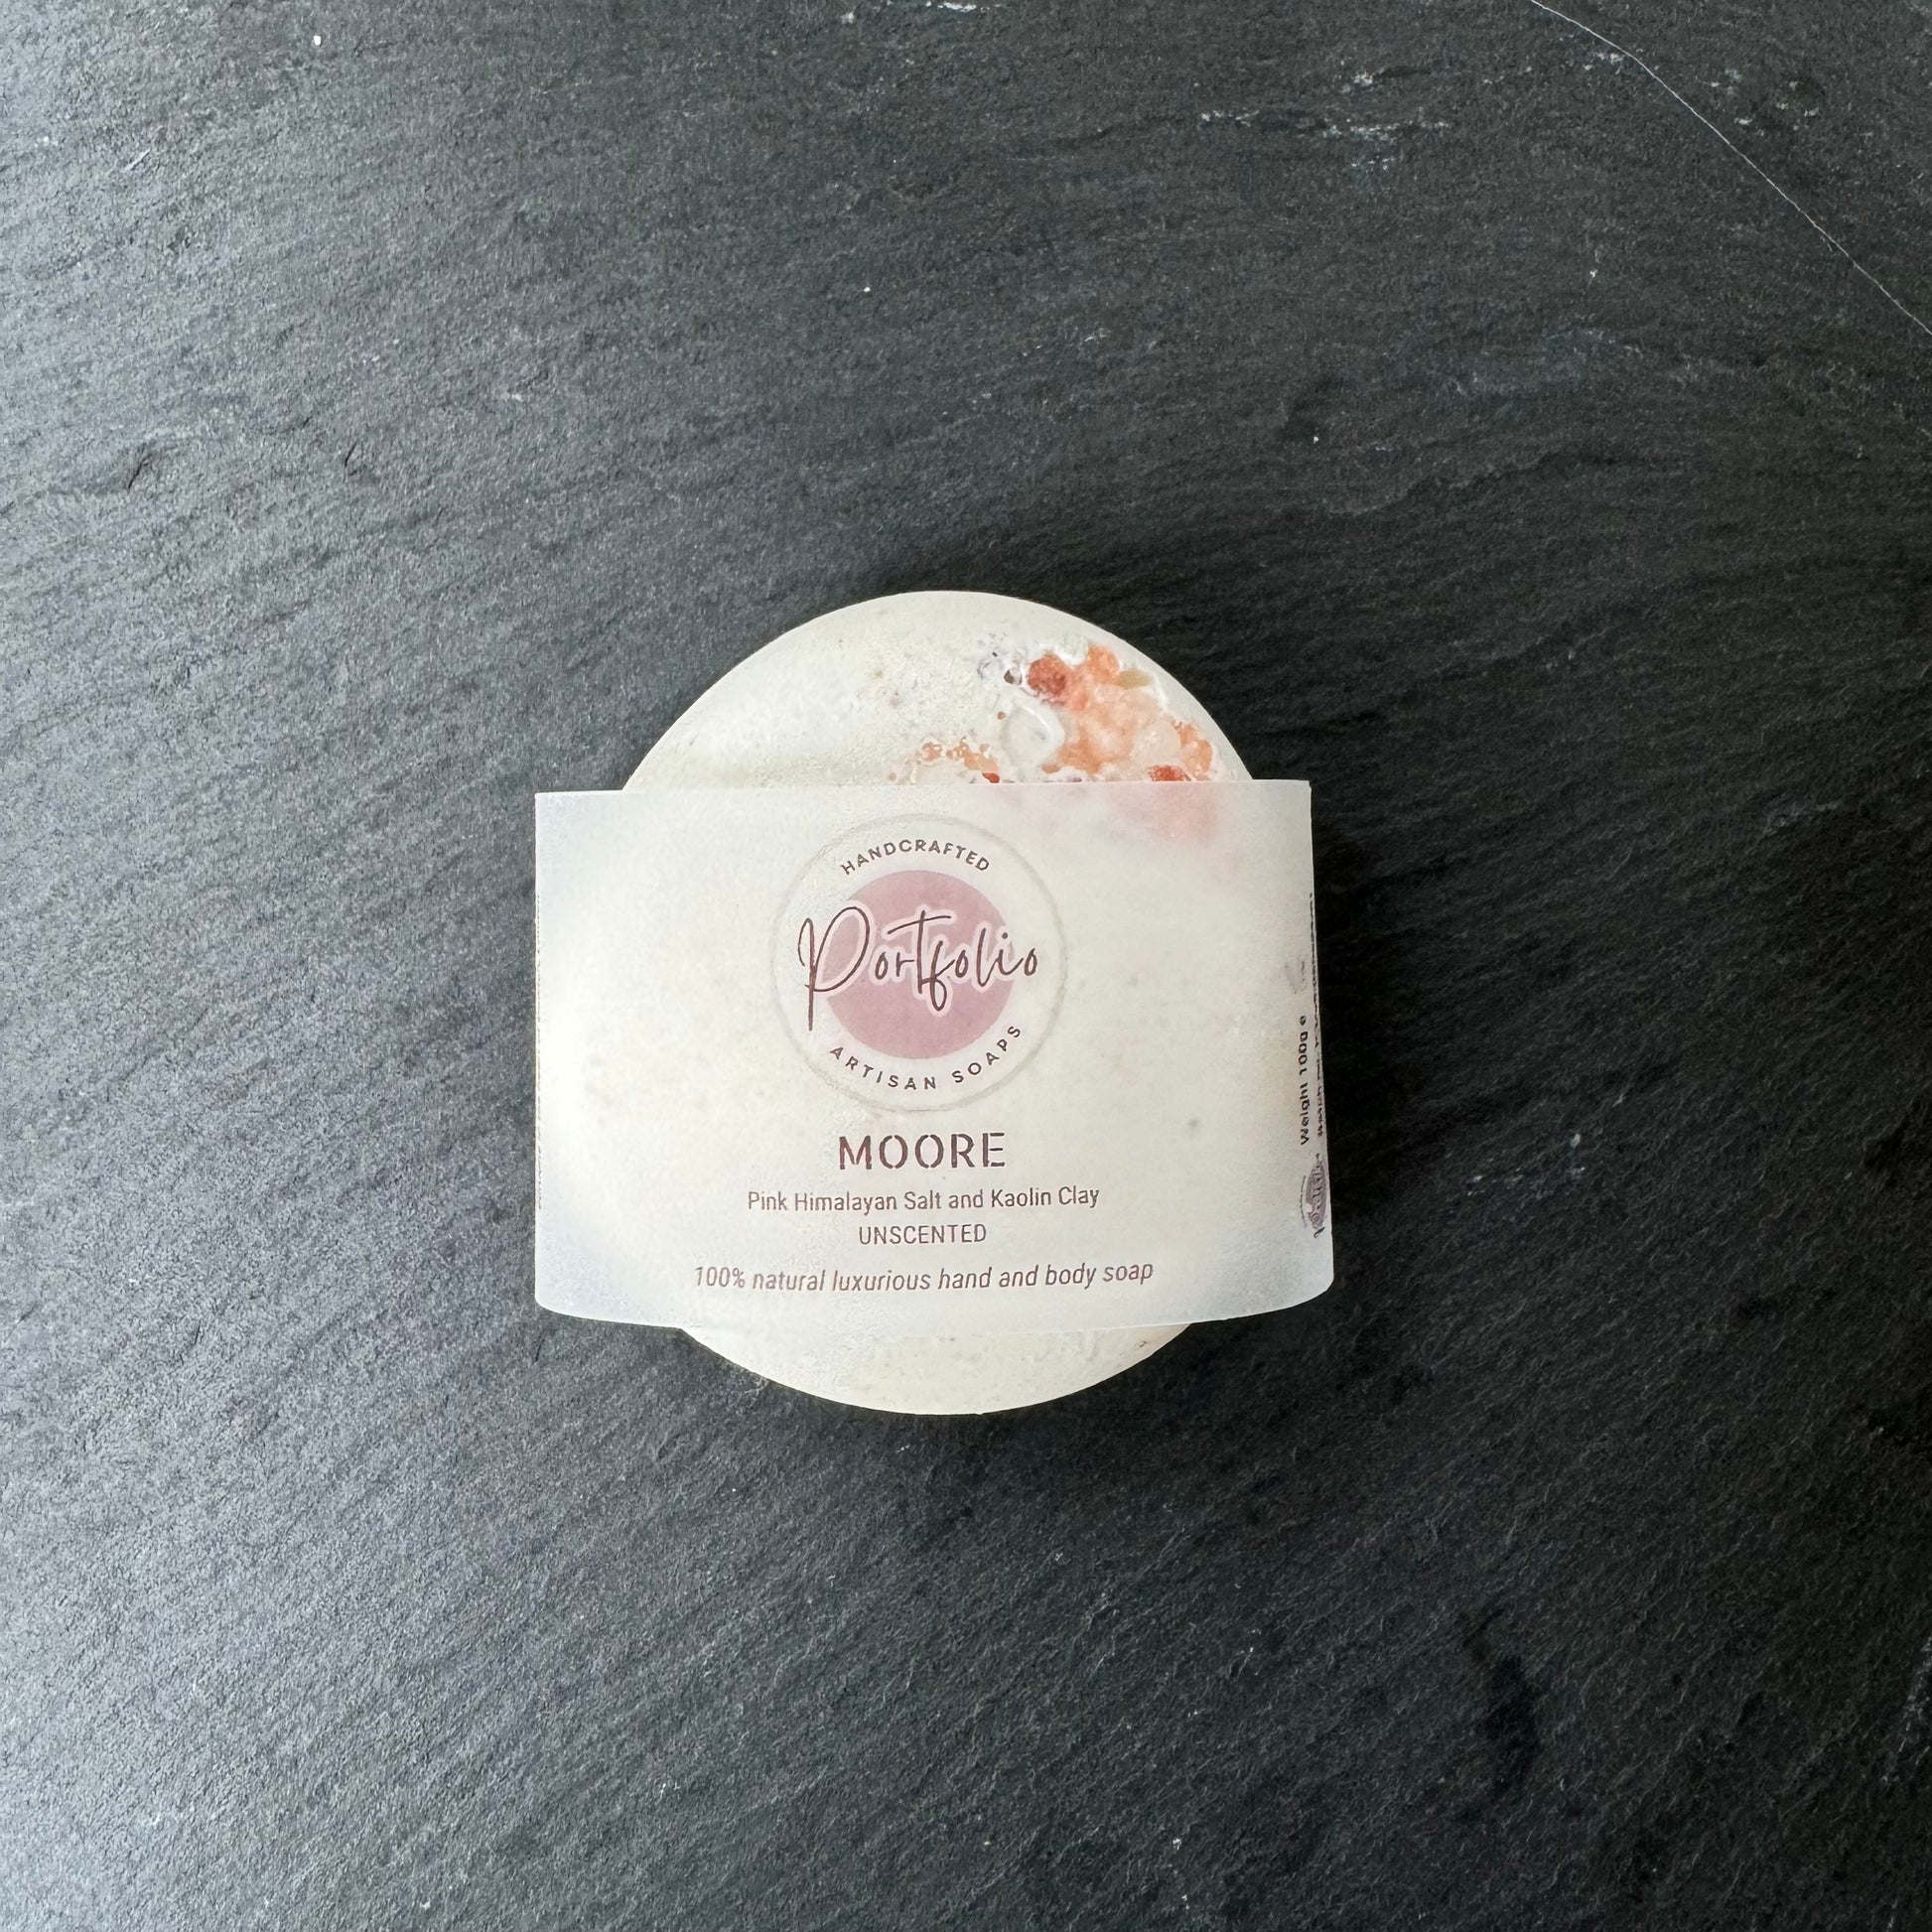 HANDCRAFTED
Portfolio
ARTISAN SOAPS
MOORE
Pink Himalayan Salt and Kaolin Clay
UNSCENTED
100% natural luxurious hand and body soap
Weight 100g e